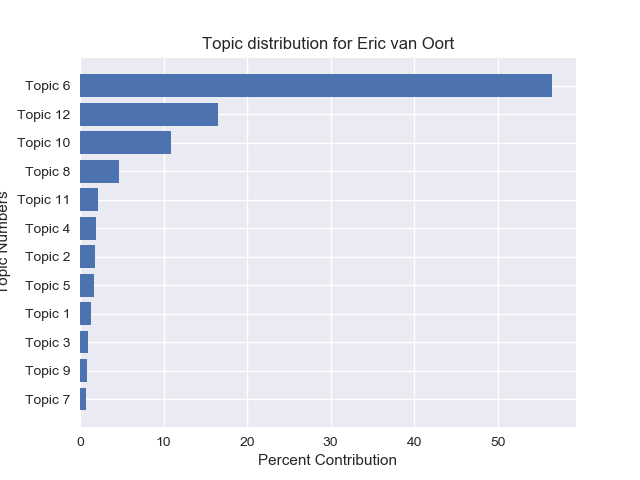 Topic distribution for Eric van Oort
Topic Numbers
Topic 6
Topic 12
Topic 10
Topic 8
Topic 11
Topic 4
Topic 2
Topic 5
Topic 1
Topic 3
Topic 9
Topic 7
0 10 20 30 40 50
Percent Contribution